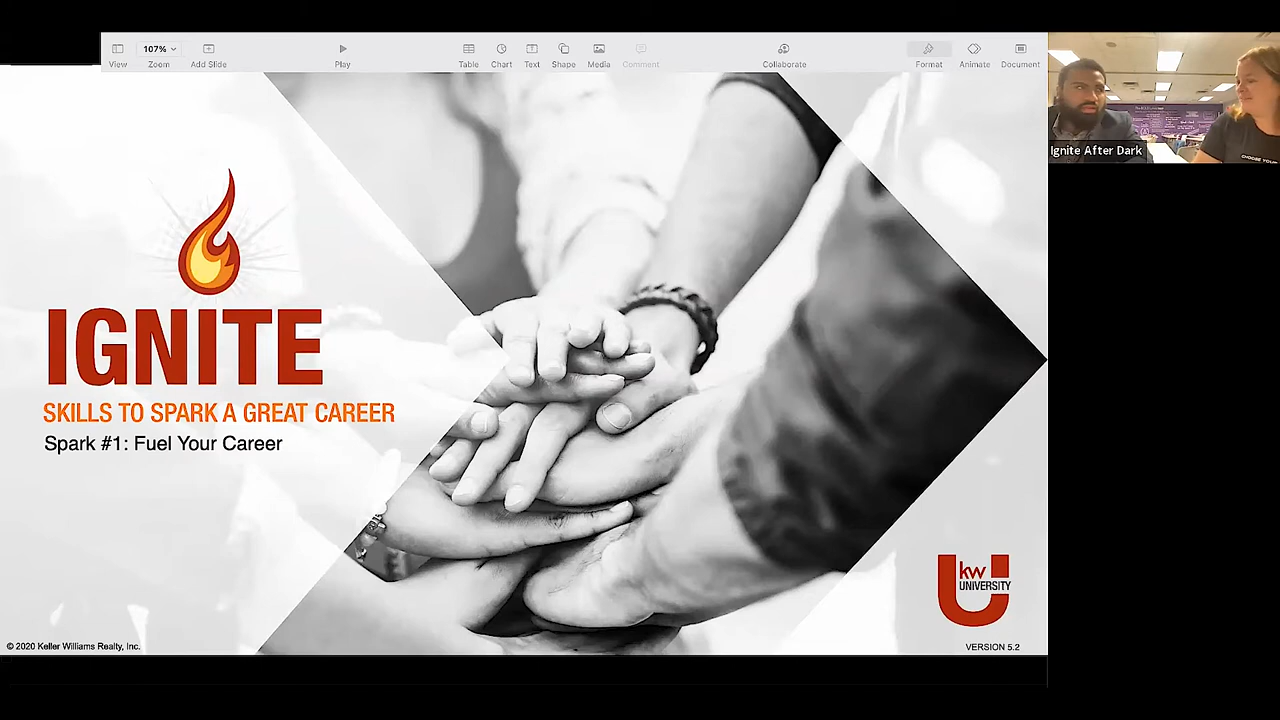 107%
View
Zoom
Add Slide
Play
Table
Chart
Text
Shape
Media
Comment
Collaborate
Format
Animate
Document
Ignite After Dark
CHOOSE YOUR
IGNITE
SKILLS TO SPARK A GREAT CAREER
Spark #1: Fuel Your Career
kw
UNIVERSITY
© 2020 Keller Williams Realty, Inc.
VERSION 5.2